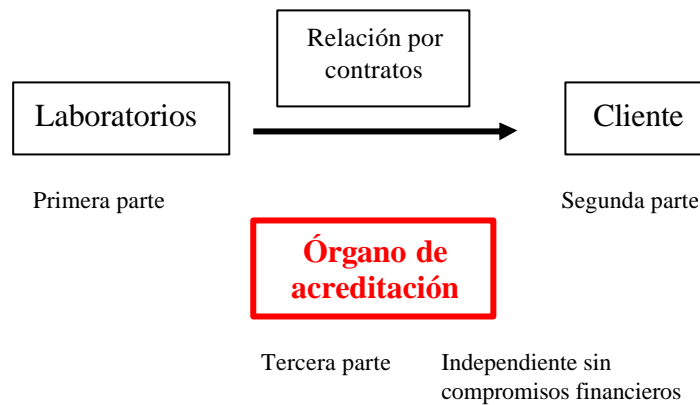 Relación por
contratos
Laboratorios
Cliente
Primera parte
Segunda parte
Órgano de
acreditación
Tercera parte
Independiente sin
compromisos financieros